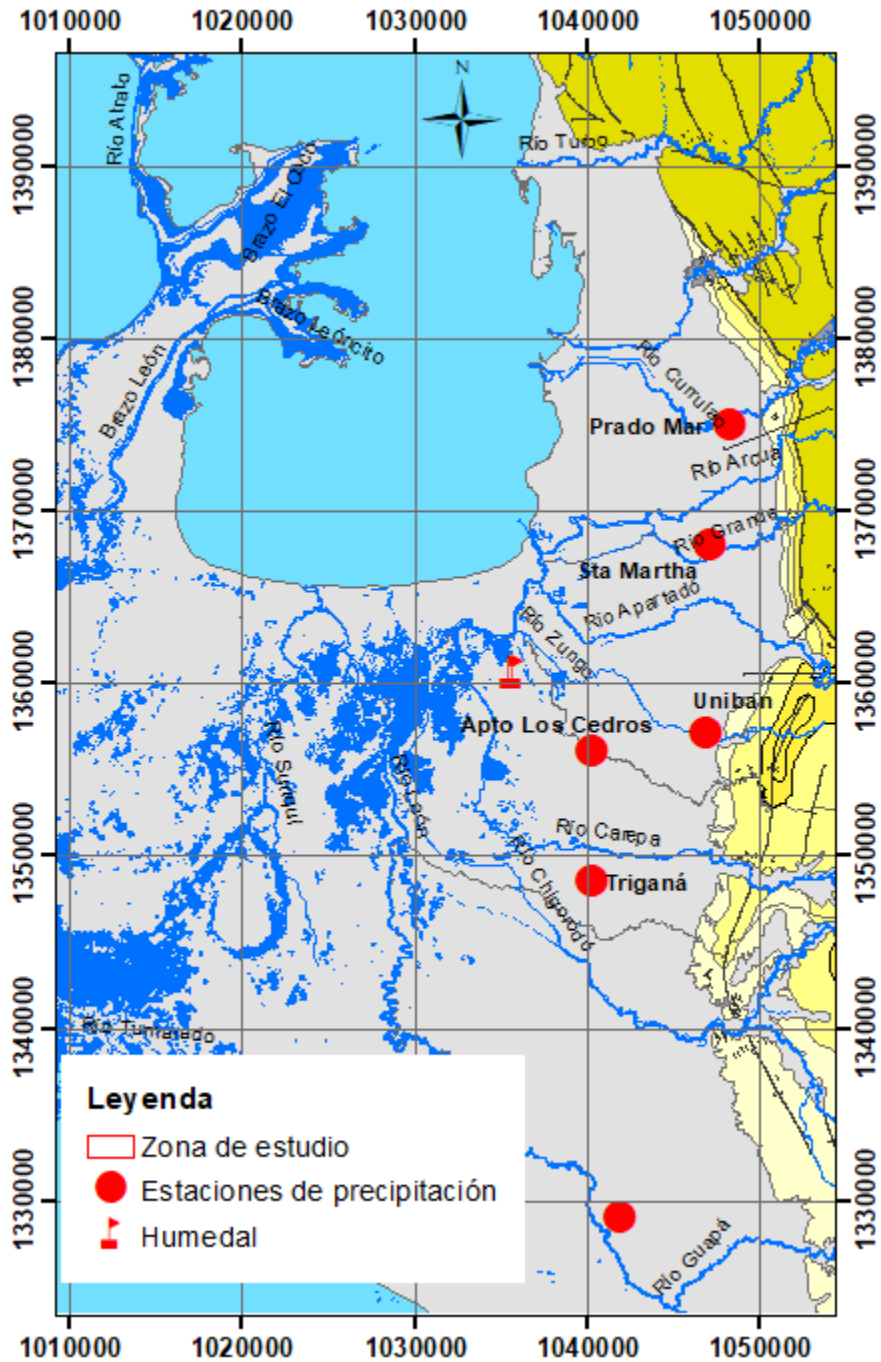 1010000 1020000 1030000 1040000 1050000
N
Río Atrato
Río Turbo
1390000 1390000
Brazo El Coco
1380000 1380000
Brazo Leoncito
Brazo León
Río Currulao
Prado Mar
Río Arcua
1370000 1370000
Río Grande
Sta Martha
Río Apartadó
Río Zungo
1360000 1360000
Uniban
Apto Los Cedros
Río Suriquí
Río León
Río Carepa
1350000 1350000
Río Chigorodó
Triganá
1340000 1340000
Río Tumaradó
Leyenda
Zona de estudio
Estaciones de precipitación
Humedal
1330000 1330000
Río Guapá
1010000 1020000 1030000 1040000 1050000